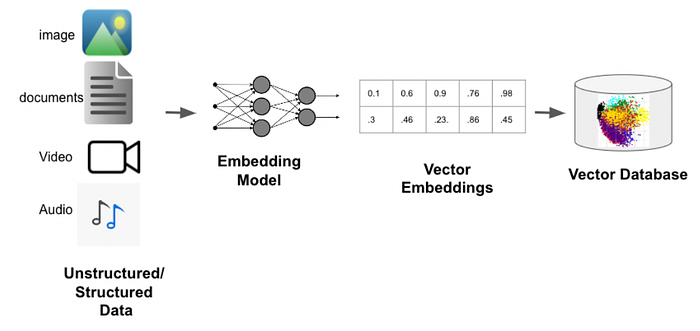 image
documents
Video
Audio
Unstructured/
Structured
Data
Embedding
Model
0.1 0.6 0.9 .76 .98
.3 .46 .23. .86 .45
Vector
Embeddings
Vector Database